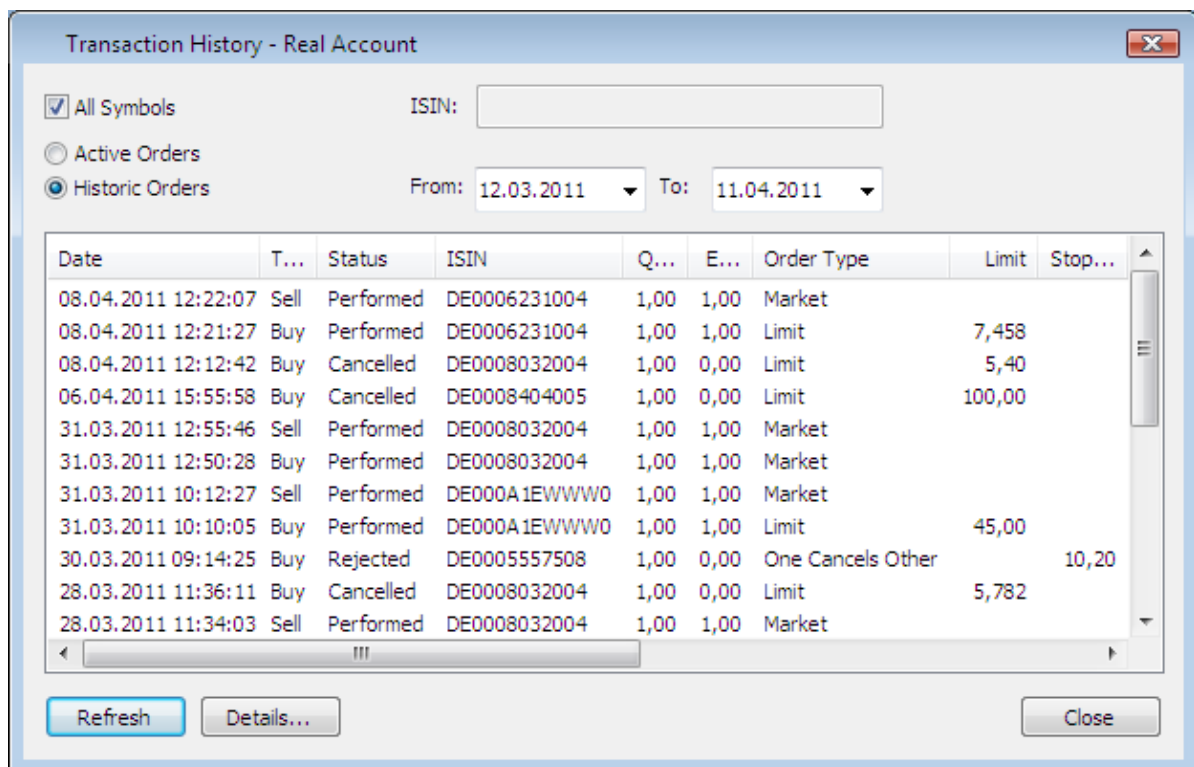 Transaction History - Real Account
All Symbols ISIN:
Active Orders
Historic Orders From: 12.03.2011 To: 11.04.2011
Date T... Status ISIN Q... E... Order Type Limit Stop...
08.04.2011 12:22:07 Sell Performed DE0006231004 1,00 1,00 Market
08.04.2011 12:21:27 Buy Performed DE0006231004 1,00 1,00 Limit 7,458
08.04.2011 12:12:42 Buy Cancelled DE0008032004 1,00 0,00 Limit 5,40
06.04.2011 15:55:58 Buy Cancelled DE0008404005 1,00 0,00 Limit 100,00
31.03.2011 12:55:46 Sell Performed DE0008032004 1,00 1,00 Market
31.03.2011 12:50:28 Buy Performed DE0008032004 1,00 1,00 Market
31.03.2011 10:12:27 Sell Performed DE000A1EWWW0 1,00 1,00 Market
31.03.2011 10:10:05 Buy Performed DE000A1EWWW0 1,00 1,00 Limit 45,00
30.03.2011 09:14:25 Buy Rejected DE0005557508 1,00 0,00 One Cancels Other 10,20
28.03.2011 11:36:11 Buy Cancelled DE0008032004 1,00 0,00 Limit 5,782
28.03.2011 11:34:03 Sell Performed DE0008032004 1,00 1,00 Market
Refresh Details... Close